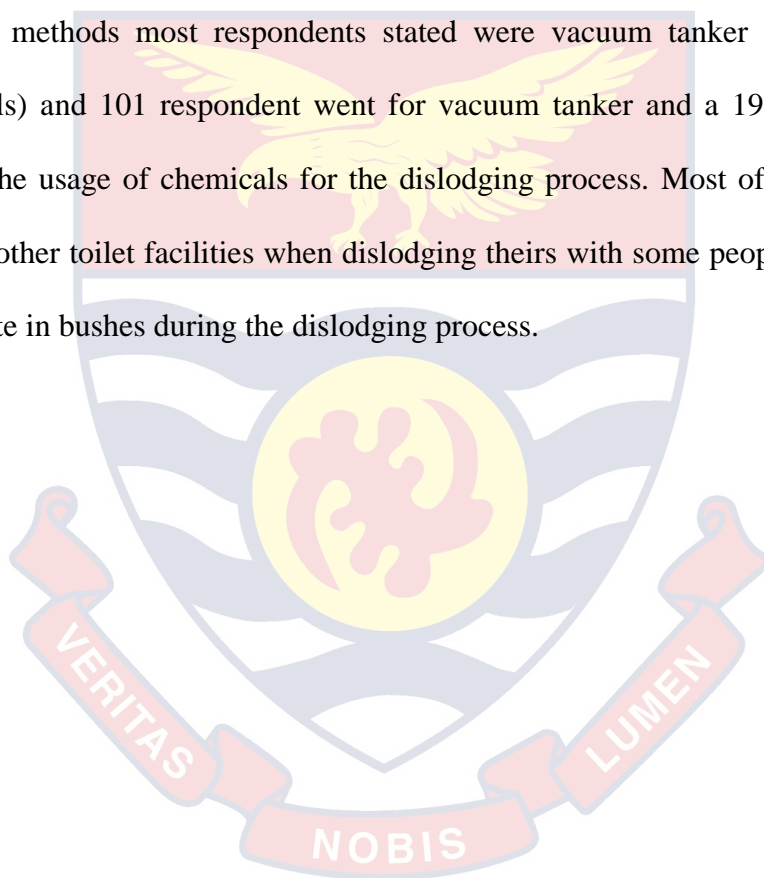 methods most respondents stated were vacuum tanker
ls) and 101 respondent went for vacuum tanker and a 19
he usage of chemicals for the dislodging process. Most of
other toilet facilities when dislodging theirs with some peop
te in bushes during the dislodging process.
VERITAS
NOBIS
LUMEN